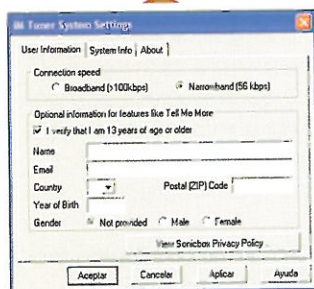 iM Tuner System Settings
User Information System Info About
Connection speed
Broadband (>100kbps) Narrowband (56 kbps)
Optional information for features like Tell Me More
I verify that I am 13 years of age or older
Name
Email
Country Postal (ZIP) Code
Year of Birth
Gender Not provided Male Female
View Sonicbox Privacy Policy
Aceptar Cancelar Aplicar Ayuda